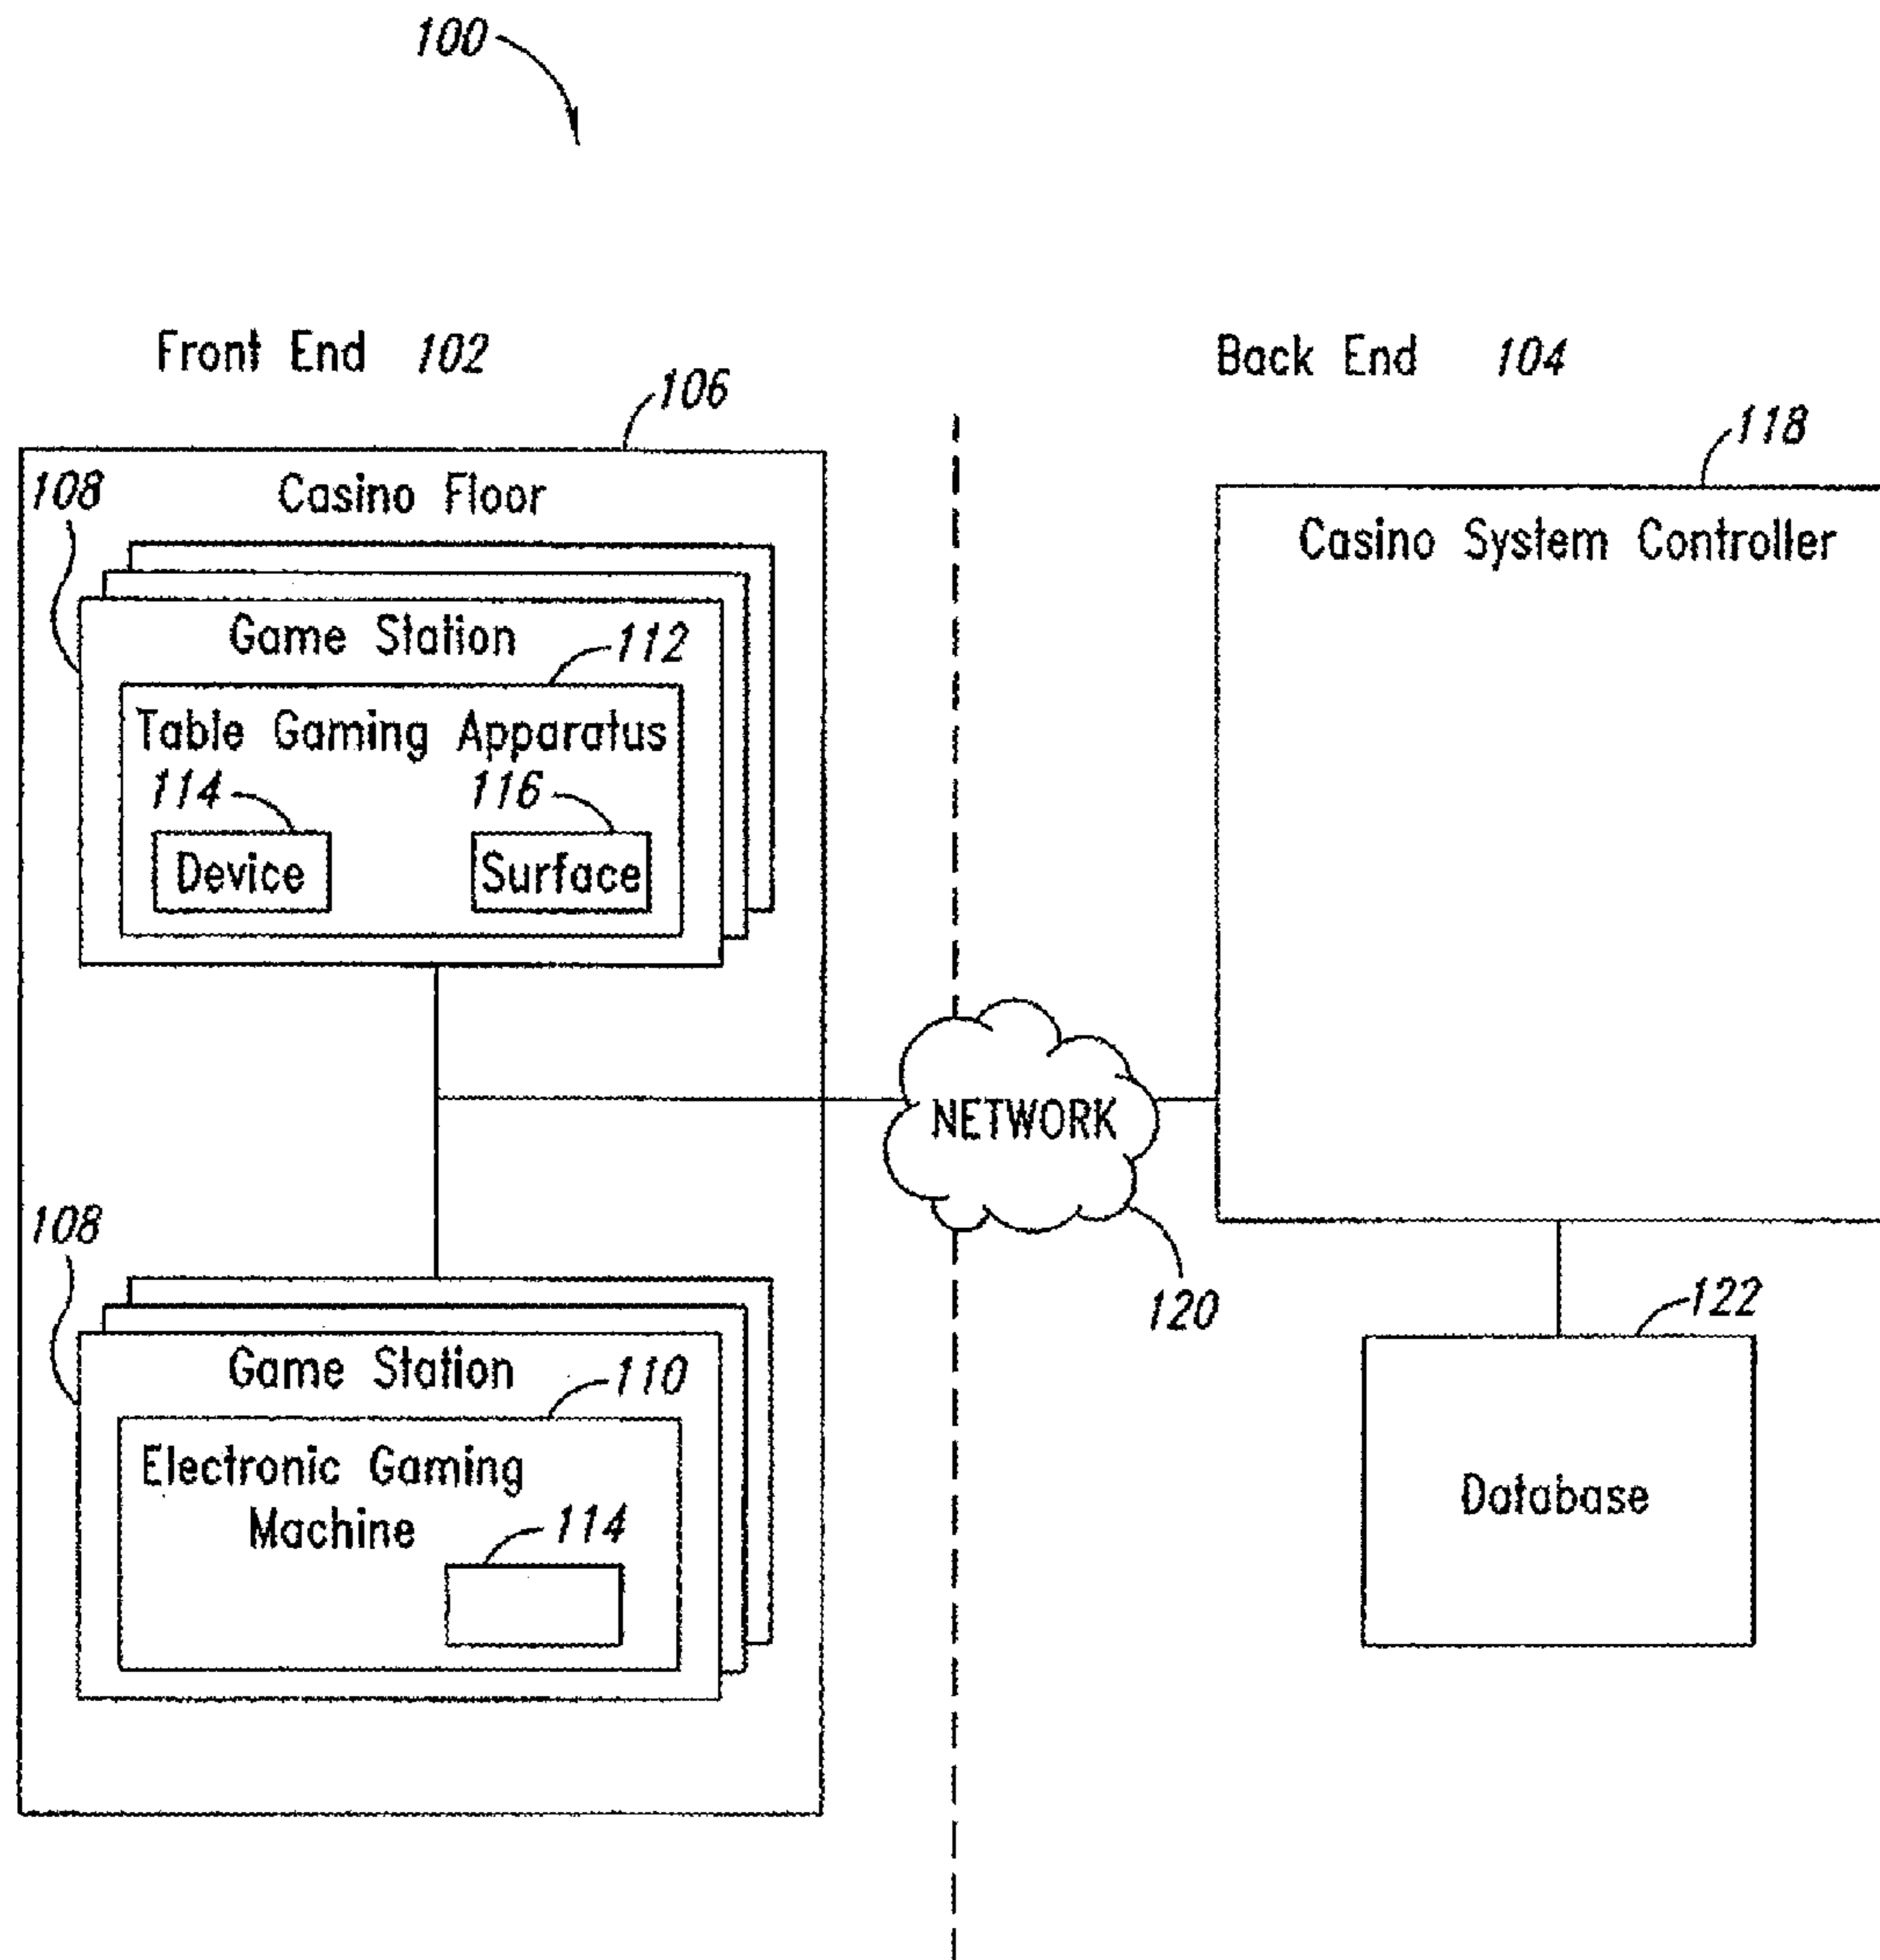 100
Front End 102
Back End 104
106
118
108
Casino Floor
Casino System Controller
Game Station
112
Table Gaming Apparatus
114
116
Device
Surface
NETWORK
120
108
Game Station
110
Electronic Gaming
Machine
114
122
Database